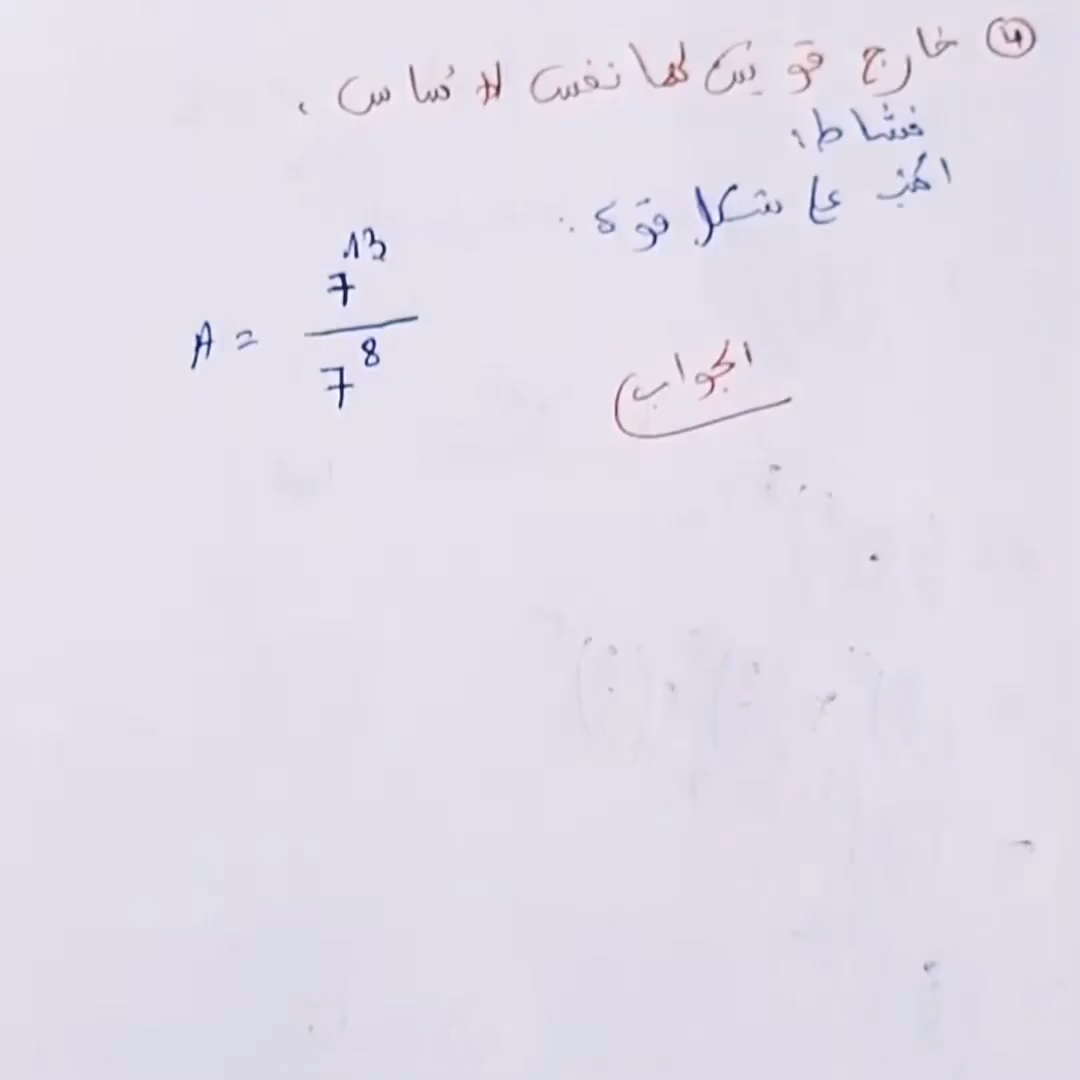 ④ خارج قوتين لهما نفس الأساس.
نشاط:
اكتب على شكل قوة:
A = 7^13 / 7^8
الجواب